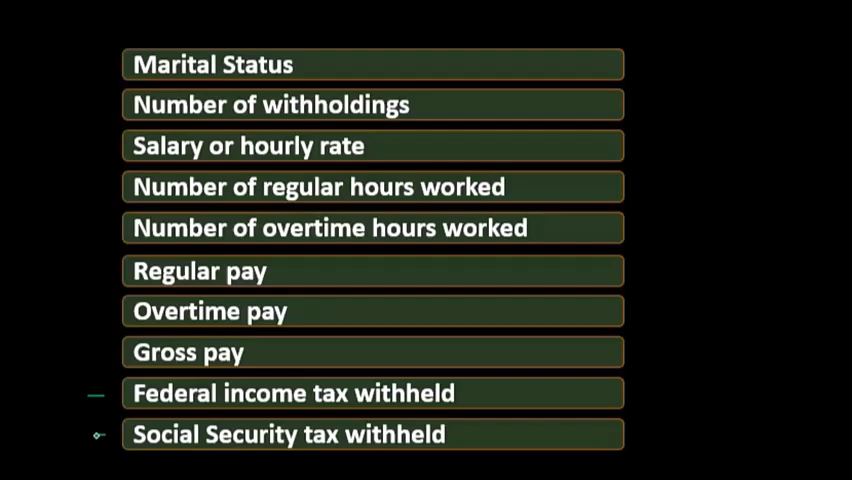 Marital Status
Number of withholdings
Salary or hourly rate
Number of regular hours worked
Number of overtime hours worked
Regular pay
Overtime pay
Gross pay
Federal income tax withheld
Social Security tax withheld